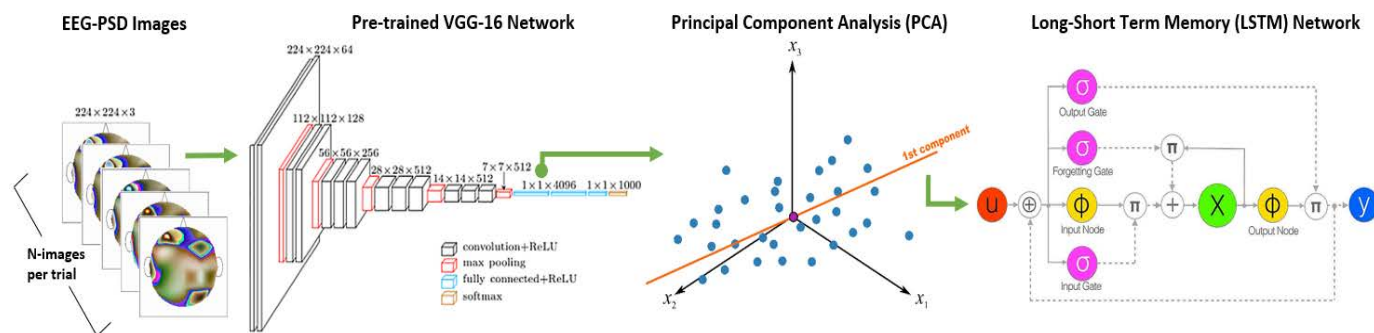 EEG-PSD Images
224×224×3
N-images
per trial
Pre-trained VGG-16 Network
224×224×64
112×112×128
56×56×256
28×28×512
14×14×512
7×7×512
1×1×4096
1×1×1000
convolution+ReLU
max pooling
fully connected+ReLU
softmax
Principal Component Analysis (PCA)
x3
1st component
x2
x1
Long-Short Term Memory (LSTM) Network
σ
Output Gate
σ
Forgetting Gate
π
u
⊕
ϕ
Input Node
π
+
X
ϕ
Output Node
π
y
σ
Input Gate